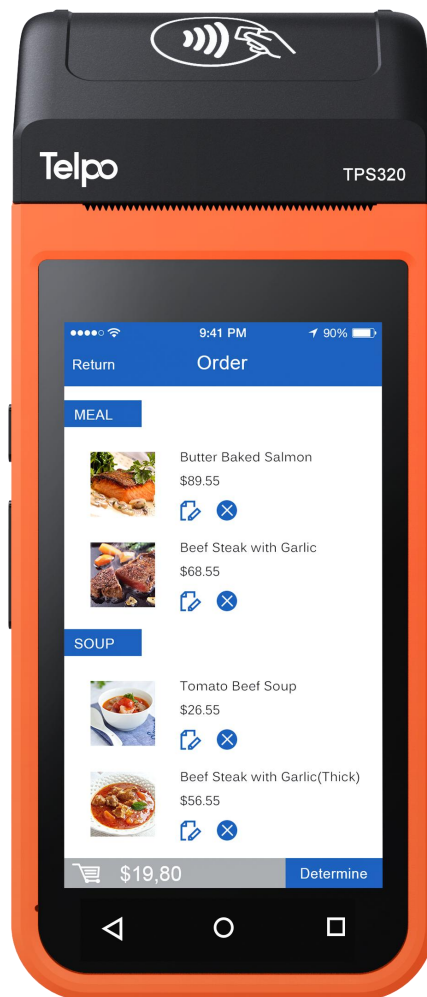 Telpo
TPS320
9:41 PM
90%
Return
Order
MEAL
Butter Baked Salmon
$89.55
Beef Steak with Garlic
$68.55
SOUP
Tomato Beef Soup
$26.55
Beef Steak with Garlic(Thick)
$56.55
$19,80
Determine